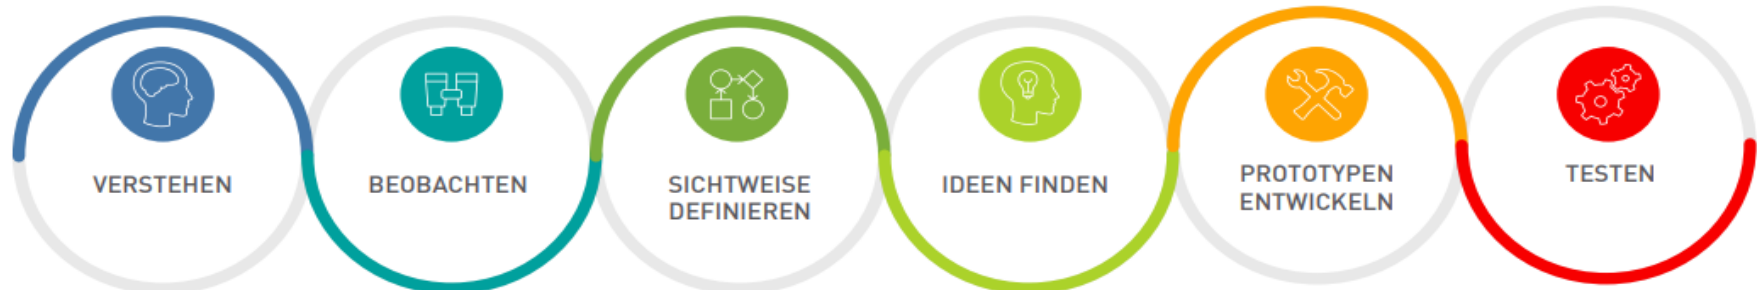 VERSTEHEN
BEOBACHTEN
SICHTWEISE
DEFINIEREN
IDEEN FINDEN
PROTOTYPEN
ENTWICKELN
TESTEN